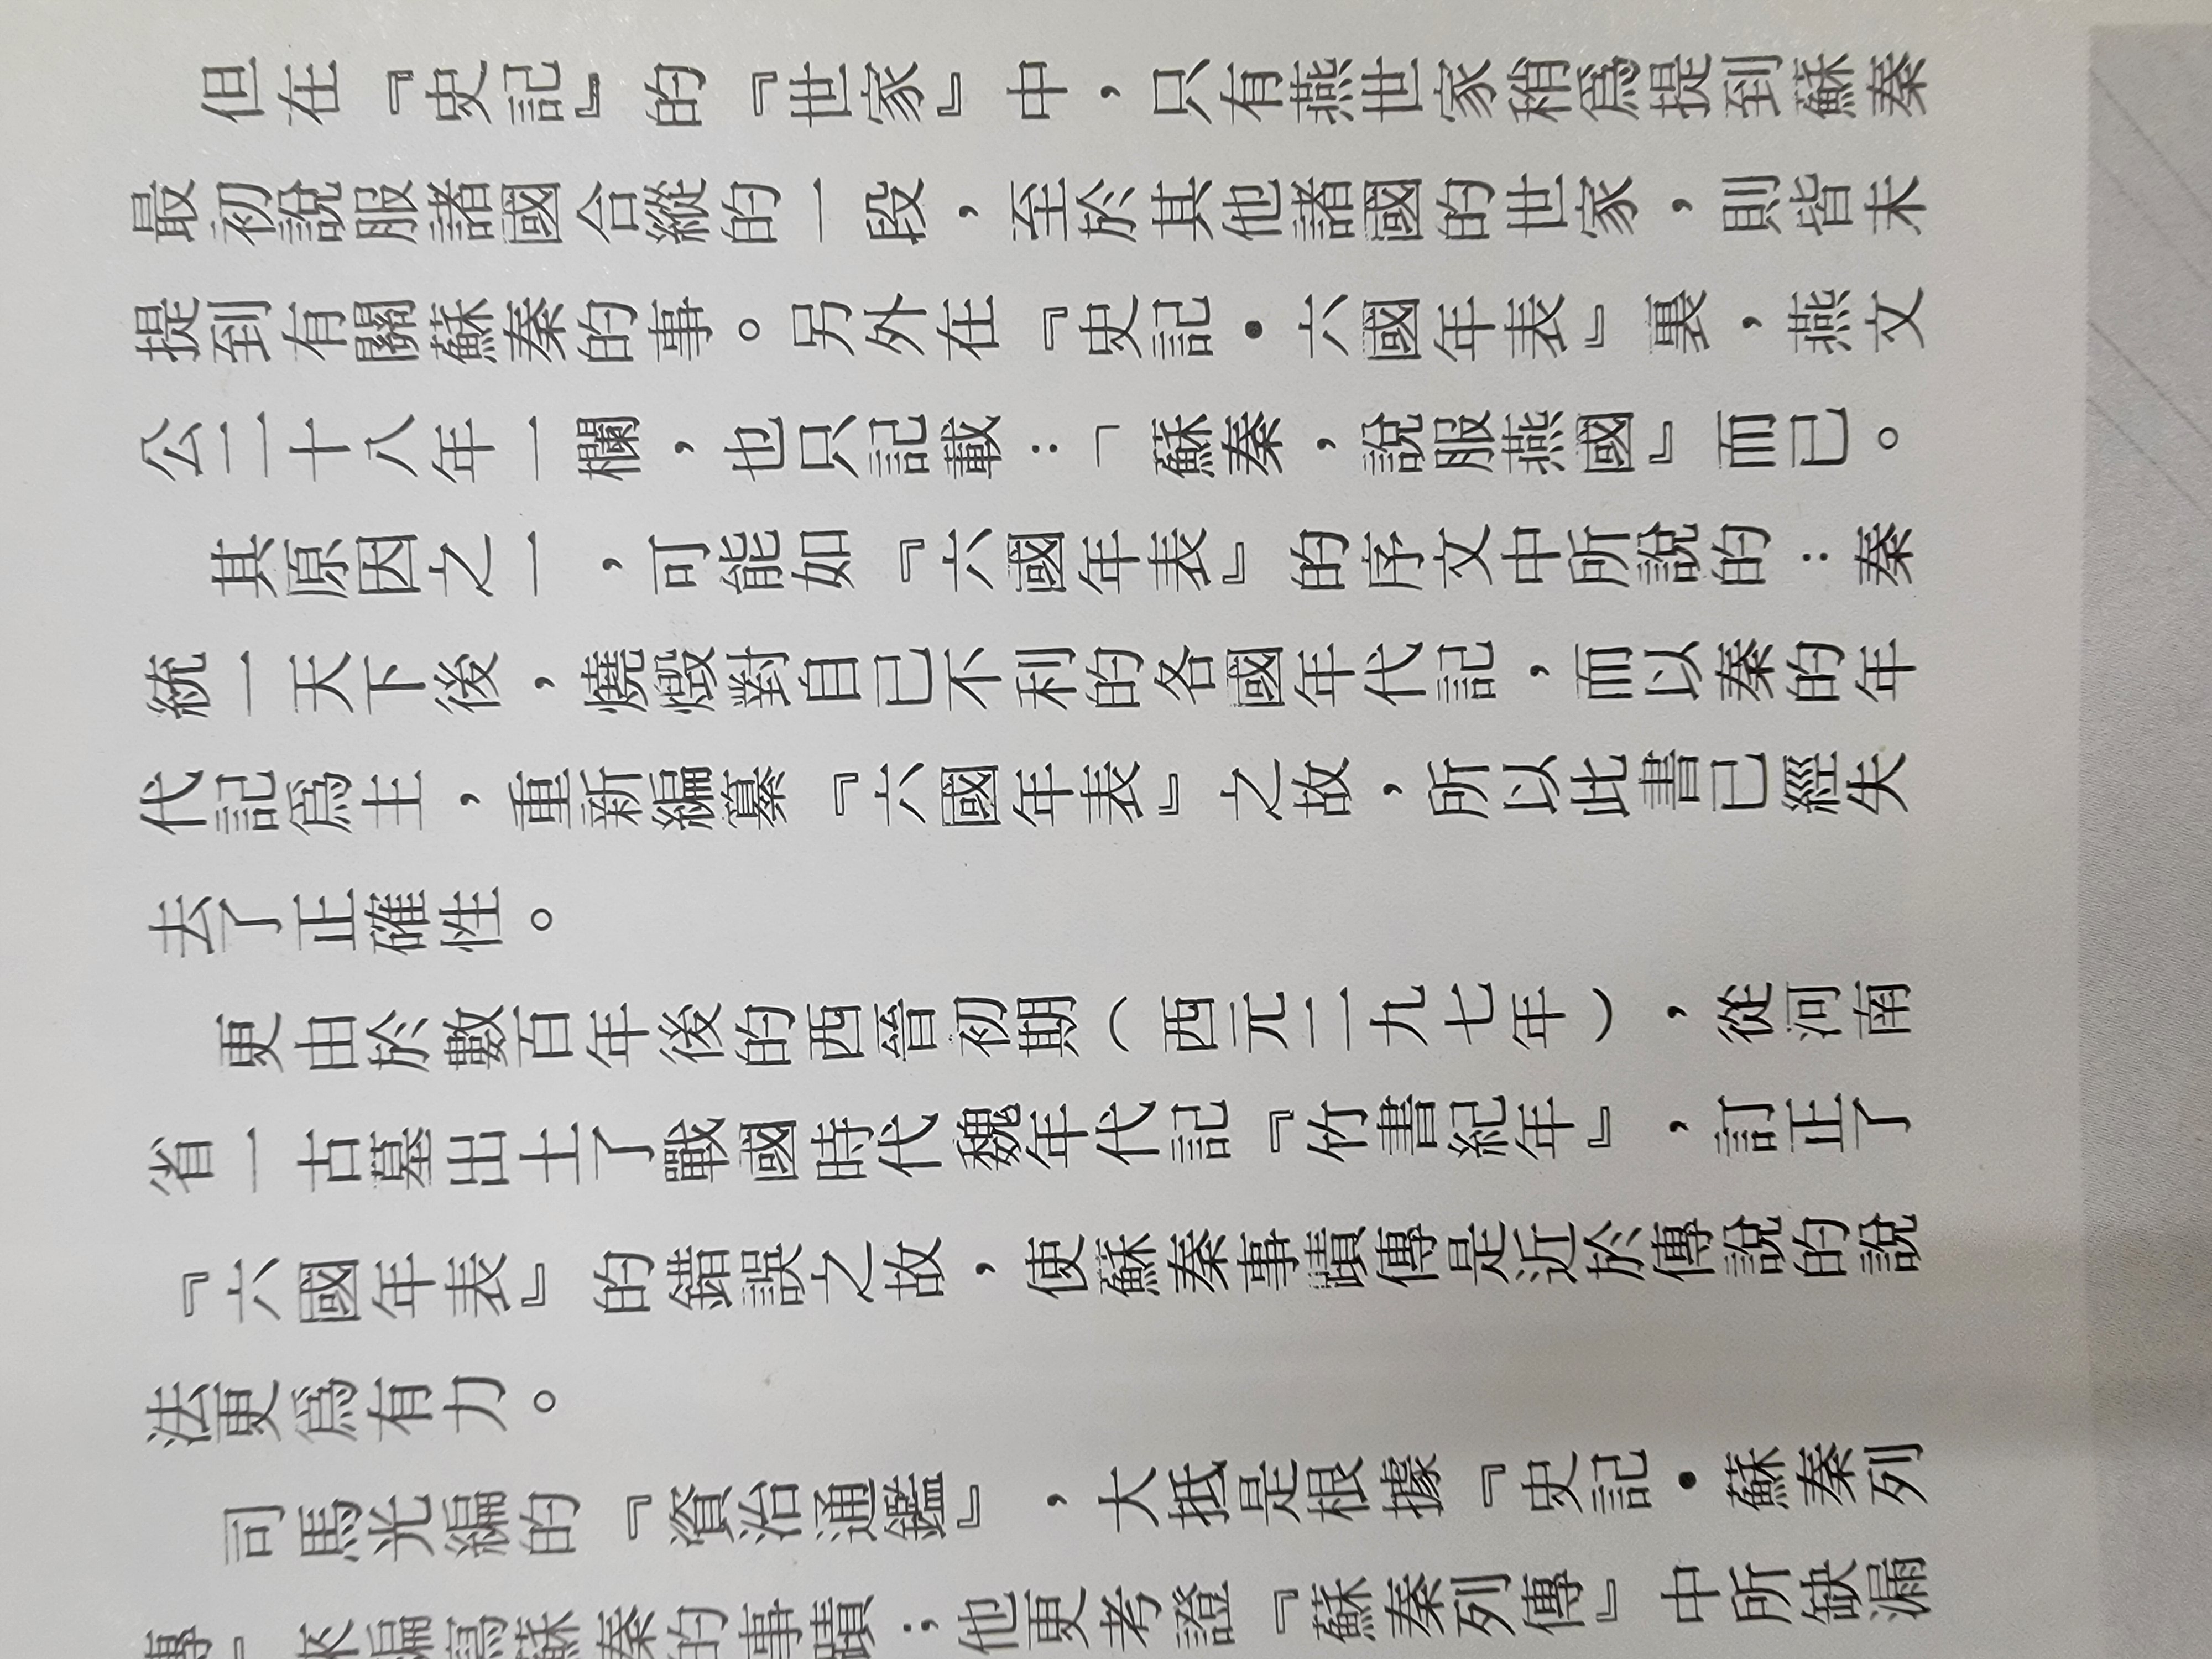 但在『史記』的『世家』中，只有燕世家稍爲提到蘇秦
最初說服諸國合縱的一段，至於其他諸國的世家，則皆未
提到有關蘇秦的事。另外在『史記·六國年表』裏，燕文
公二十八年一欄，也只記載：「蘇秦，說服燕國』而已。
其原因之一，可能如『六國年表』的序文中所說的：秦
統一天下後，燒燬對自已不利的各國年代記，而以秦的年
代記爲主，重新編纂『六國年表』之故，所以此書已經失
去了正確性。
更由於數百年後的西晉初期（西元二九七年），從河南
省一古墓出土了戰國時代魏年代記『竹書紀年』，訂正了
『六國年表』的錯誤之故，使蘇秦事蹟傳是近於傳說的說
法更爲有力。
司馬光編的『資治通鑑』，大抵是根據『史記·蘇秦列
傳』來編寫蘇秦的事蹟；他更考證『蘇秦列傳』中所缺漏